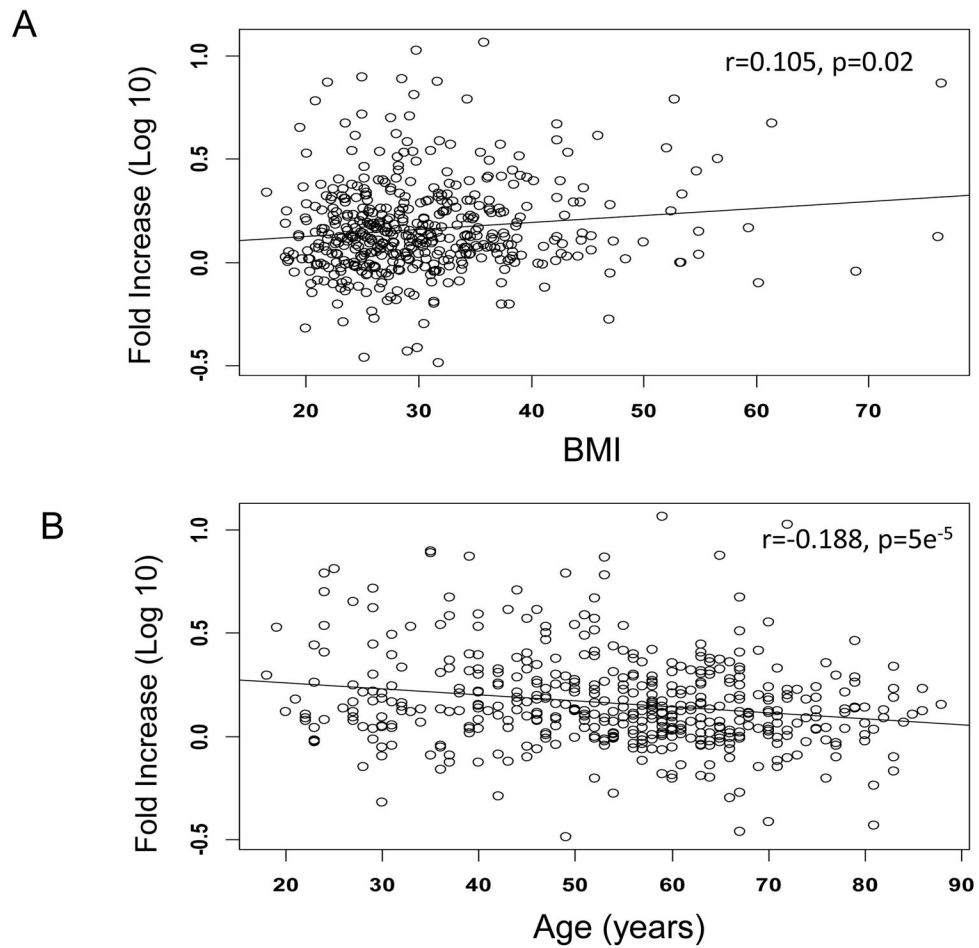 A
r=0.105, p=0.02
Fold Increase (Log 10)
1.0
0.5
0.0
-0.5
20 30 40 50 60 70
BMI
B
r=-0.188, p=5e-5
Fold Increase (Log 10)
1.0
0.5
0.0
-0.5
20 30 40 50 60 70 80 90
Age (years)